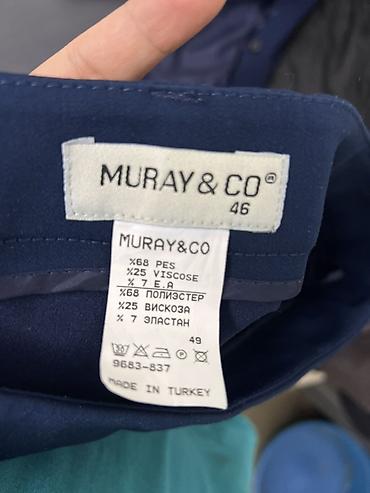 MURAY & CO®
46
MURAY&CO
%68 PES
%25 VISCOSE
% 7 E.A
%68 ПОЛИЭСТЕР
%25 ВИСКОЗА
% 7 ЭЛАСТАН
49
9683-837
MADE IN TURKEY